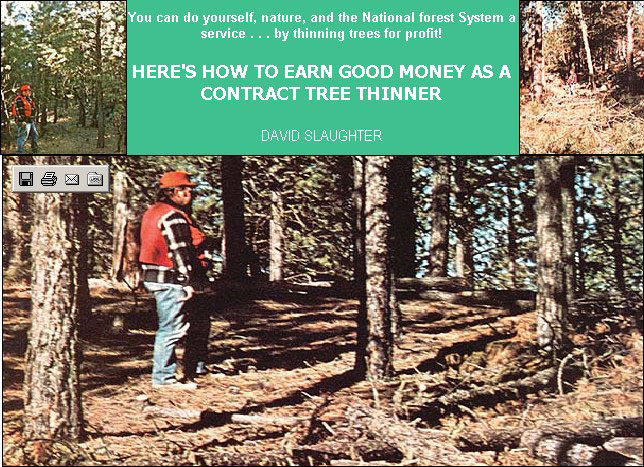 You can do yourself, nature, and the National forest System a
service . . . by thinning trees for profit!
HERE'S HOW TO EARN GOOD MONEY AS A
CONTRACT TREE THINNER
DAVID SLAUGHTER